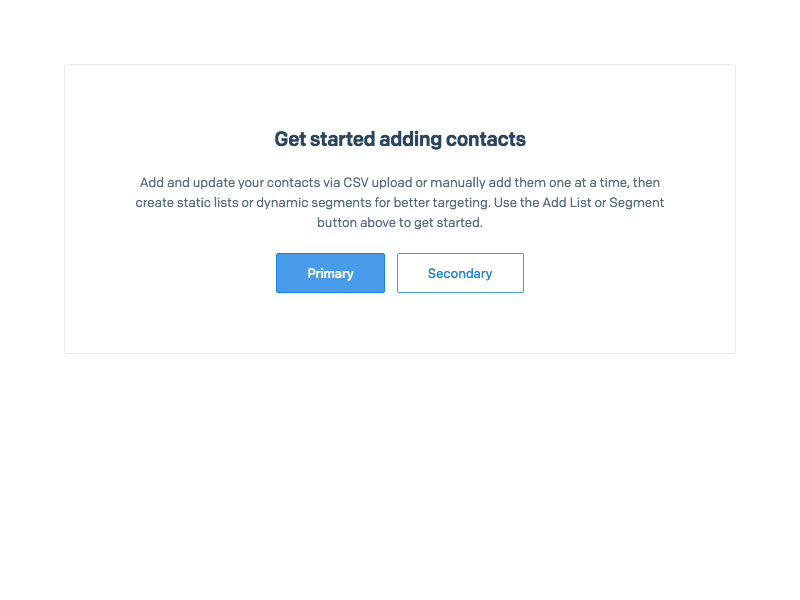 Get started adding contacts
Add and update your contacts via CSV upload or manually add them one at a time, then
create static lists or dynamic segments for better targeting. Use the Add List or Segment
button above to get started.
Primary
Secondary